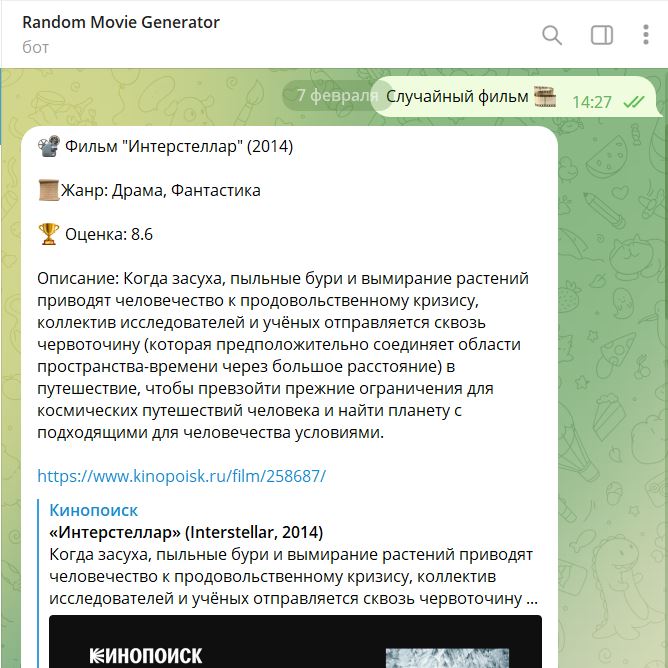 Random Movie Generator
бот
7 февраля
Случайный фильм
14:27
Фильм "Интерстеллар" (2014)
Жанр: Драма, Фантастика
Оценка: 8.6
Описание: Когда засуха, пыльные бури и вымирание растений
приводят человечество к продовольственному кризису,
коллектив исследователей и учёных отправляется сквозь
червоточину (которая предположительно соединяет области
пространства-времени через большое расстояние) в
путешествие, чтобы превзойти прежние ограничения для
космических путешествий человека и найти планету с
подходящими для человечества условиями.
https://www.kinopoisk.ru/film/258687/
Кинопоиск
«Интерстеллар» (Interstellar, 2014)
Когда засуха, пыльные бури и вымирание растений приводят
человечество к продовольственному кризису, коллектив
исследователей и учёных отправляется сквозь червоточину ...
КИНОПОИСК